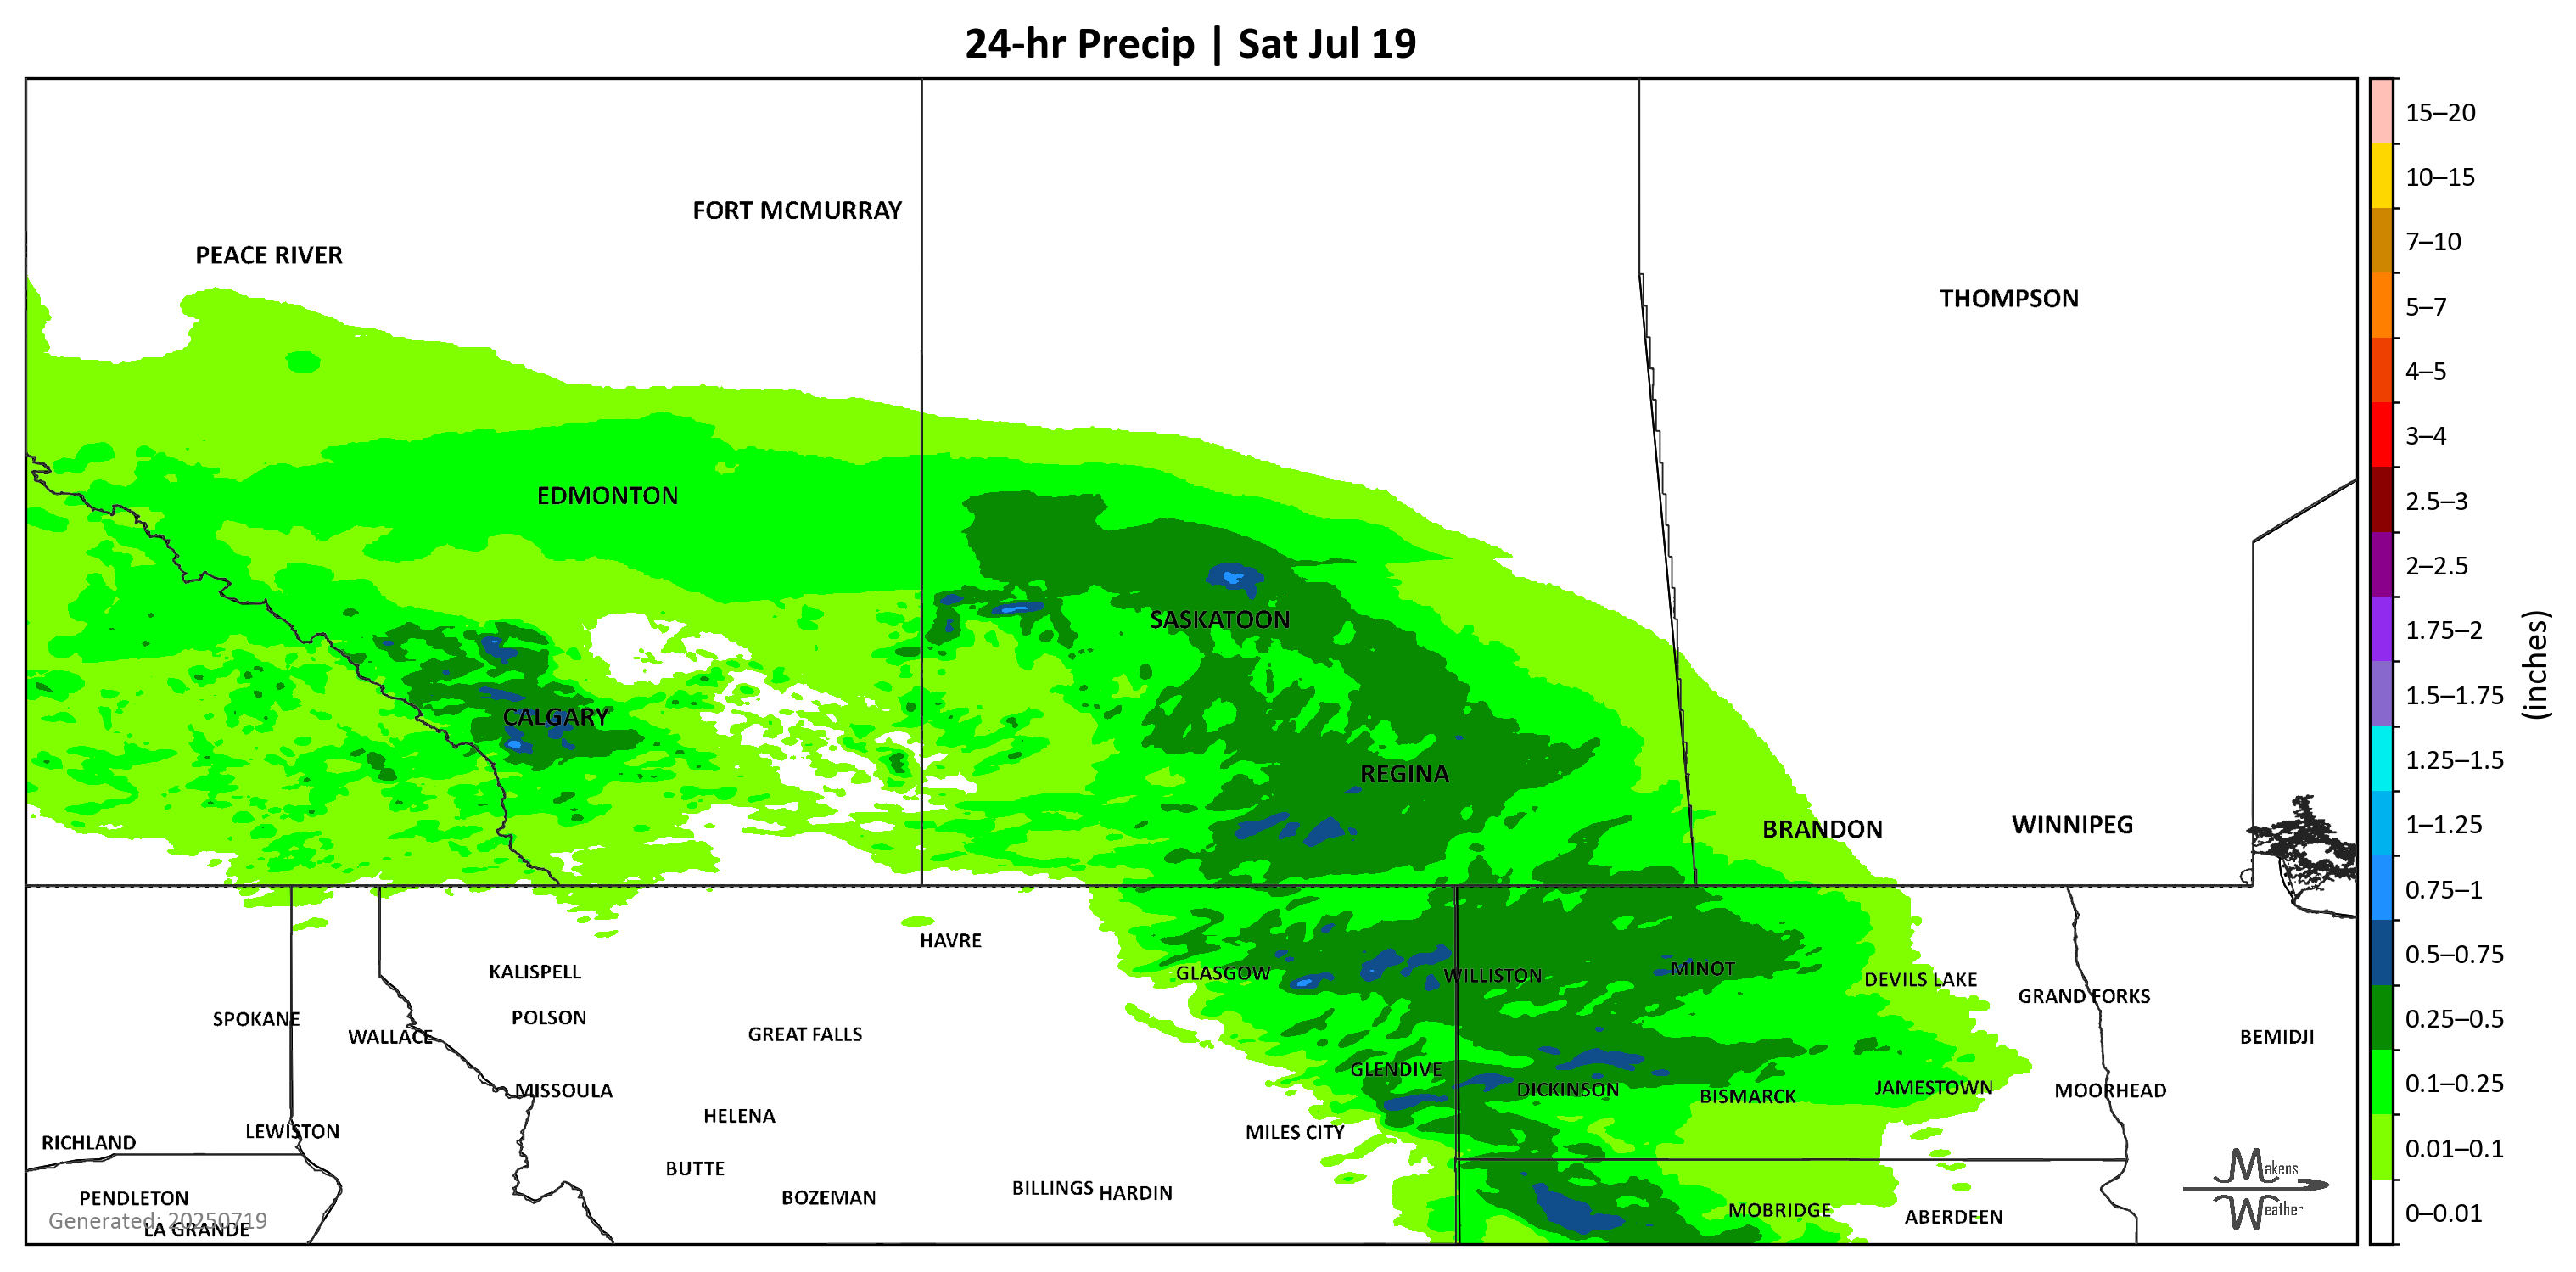 24-hr Precip | Sat Jul 19
FORT MCMURRAY
PEACE RIVER
THOMPSON
EDMONTON
SASKATOON
CALGARY
REGINA
BRANDON
WINNIPEG
HAVRE
KALISPELL
GLASGOW
WILLISTON
MINOT
DEVILS LAKE
GRAND FORKS
SPOKANE
POLSON
WALLACE
GREAT FALLS
BEMIDJI
GLENDIVE
MISSOULA
DICKINSON
BISMARCK
JAMESTOWN
MOORHEAD
HELENA
LEWISTON
RICHLAND
MILES CITY
BUTTE
PENDLETON
BOZEMAN
BILLINGS
HARDIN
MOBRIDGE
ABERDEEN
Generated: 20250719
LA GRANDE
Makens
Weather
15–20
10–15
7–10
5–7
4–5
3–4
2.5–3
2–2.5
1.75–2
1.5–1.75
1.25–1.5
1–1.25
0.75–1
0.5–0.75
0.25–0.5
0.1–0.25
0.01–0.1
0–0.01
(inches)